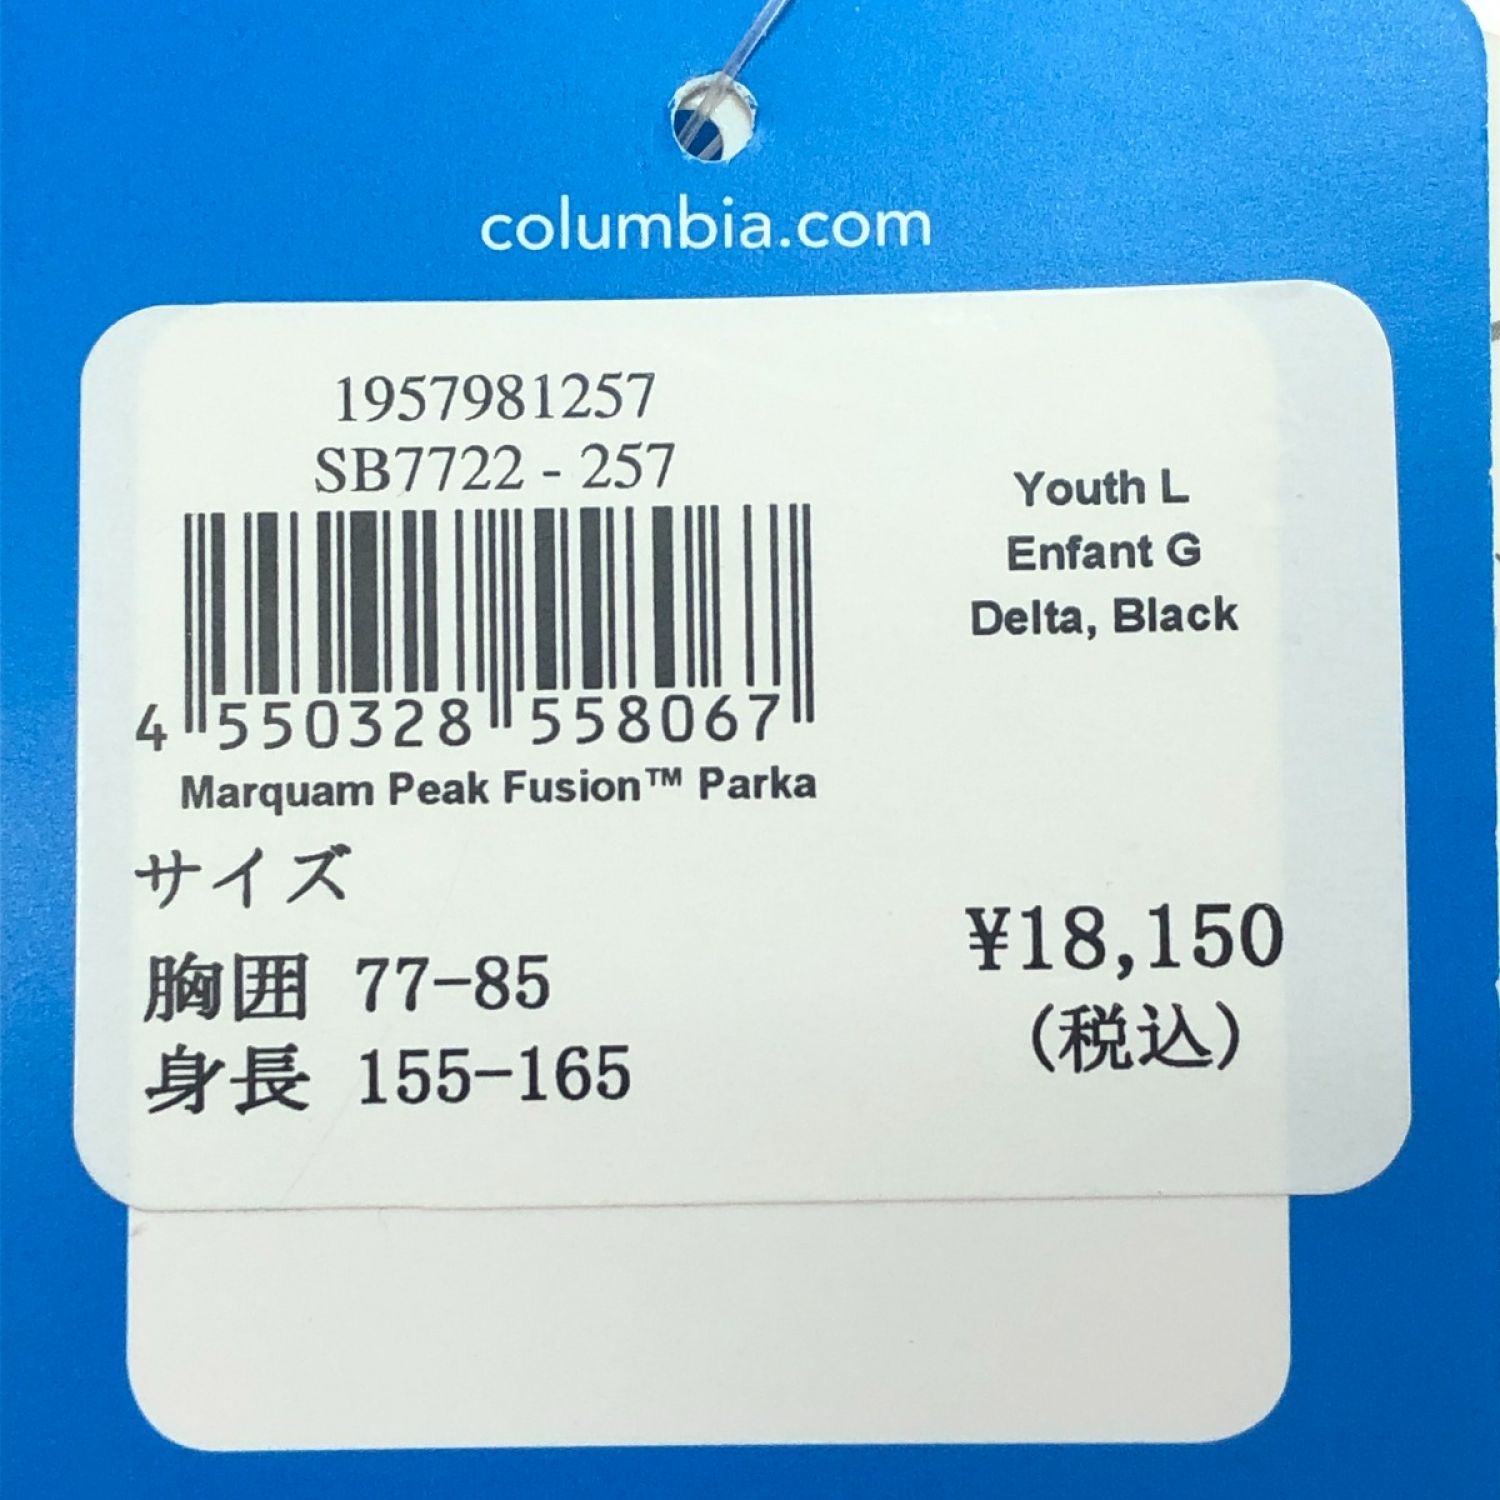 columbia.com
1957981257
SB7722 - 257
4 550328 558067
Marquam Peak Fusion™ Parka
Youth L
Enfant G
Delta, Black
サイズ
胸囲 77-85
身長 155-165
¥18,150
(税込)